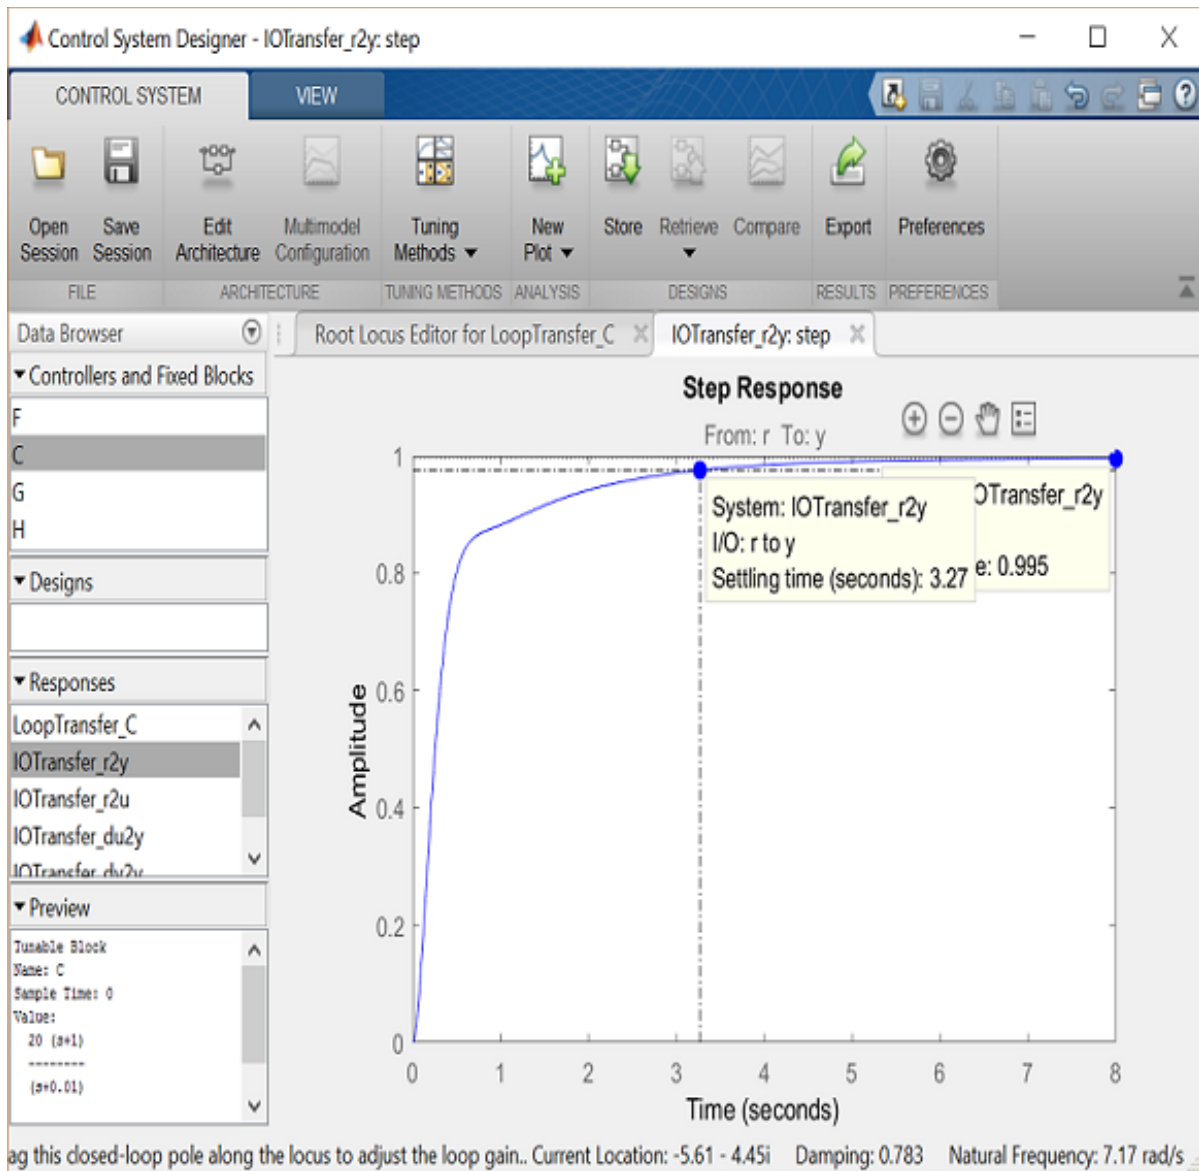 Control System Designer - IOTransfer_r2y: step
CONTROL SYSTEM
VIEW
Open Session
Save Session
Edit Architecture
Multimodel Configuration
Tuning Methods
New Plot
Store
Retrieve
Compare
Export
Preferences
FILE
ARCHITECTURE
TUNING METHODS
ANALYSIS
DESIGNS
RESULTS
PREFERENCES
Data Browser
Controllers and Fixed Blocks
F
C
G
H
Designs
Responses
LoopTransfer_C
IOTransfer_r2y
IOTransfer_r2u
IOTransfer_du2y
IOTransfer_dy2y
Preview
Tunable Block
Name: C
Sample Time: 0
Value:
20 (s+1)
--------
(s+0.01)
Root Locus Editor for LoopTransfer_C
IOTransfer_r2y: step
Step Response
From: r To: y
System: IOTransfer_r2y
I/O: r to y
Settling time (seconds): 3.27
OTransfer_r2y
e: 0.995
Amplitude
1
0.8
0.6
0.4
0.2
0
0 1 2 3 4 5 6 7 8
Time (seconds)
ag this closed-loop pole along the locus to adjust the loop gain.. Current Location: -5.61 - 4.45i Damping: 0.783 Natural Frequency: 7.17 rad/s